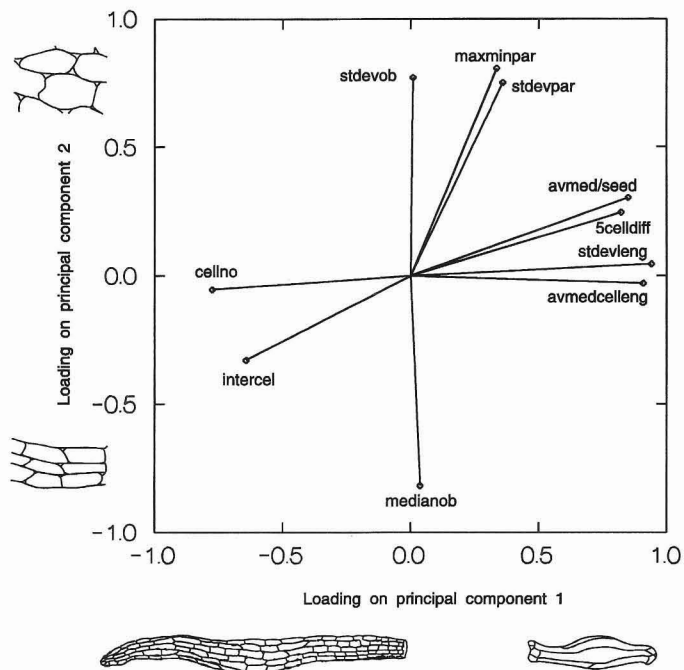 1.0
maxminpar
stdevob
stdevpar
0.5
avmed/seed
5celldiff
stdevleng
0.0
cellno
avmedcelleng
intercel
−0.5
medianob
−1.0
−1.0 −0.5 0.0 0.5 1.0
Loading on principal component 2
Loading on principal component 1